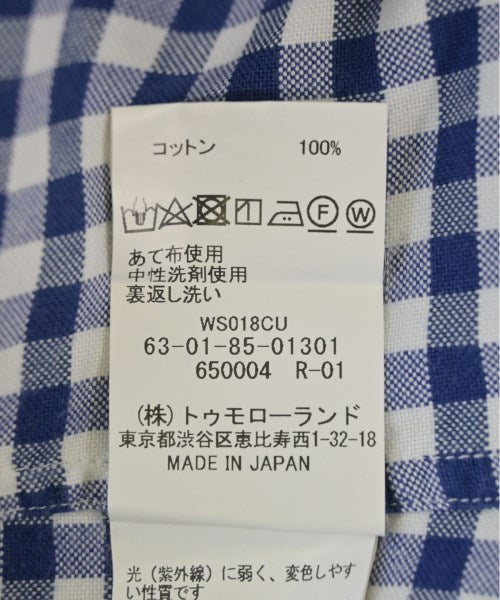 コットン 100%
F W
あて布使用
中性洗剤使用
裏返し洗い
WS018CU
63-01-85-01301
650004 R-01
(株)トゥモローランド
東京都渋谷区恵比寿西1-32-18
MADE IN JAPAN
光(紫外線)に弱く、変色しやす
い性質です